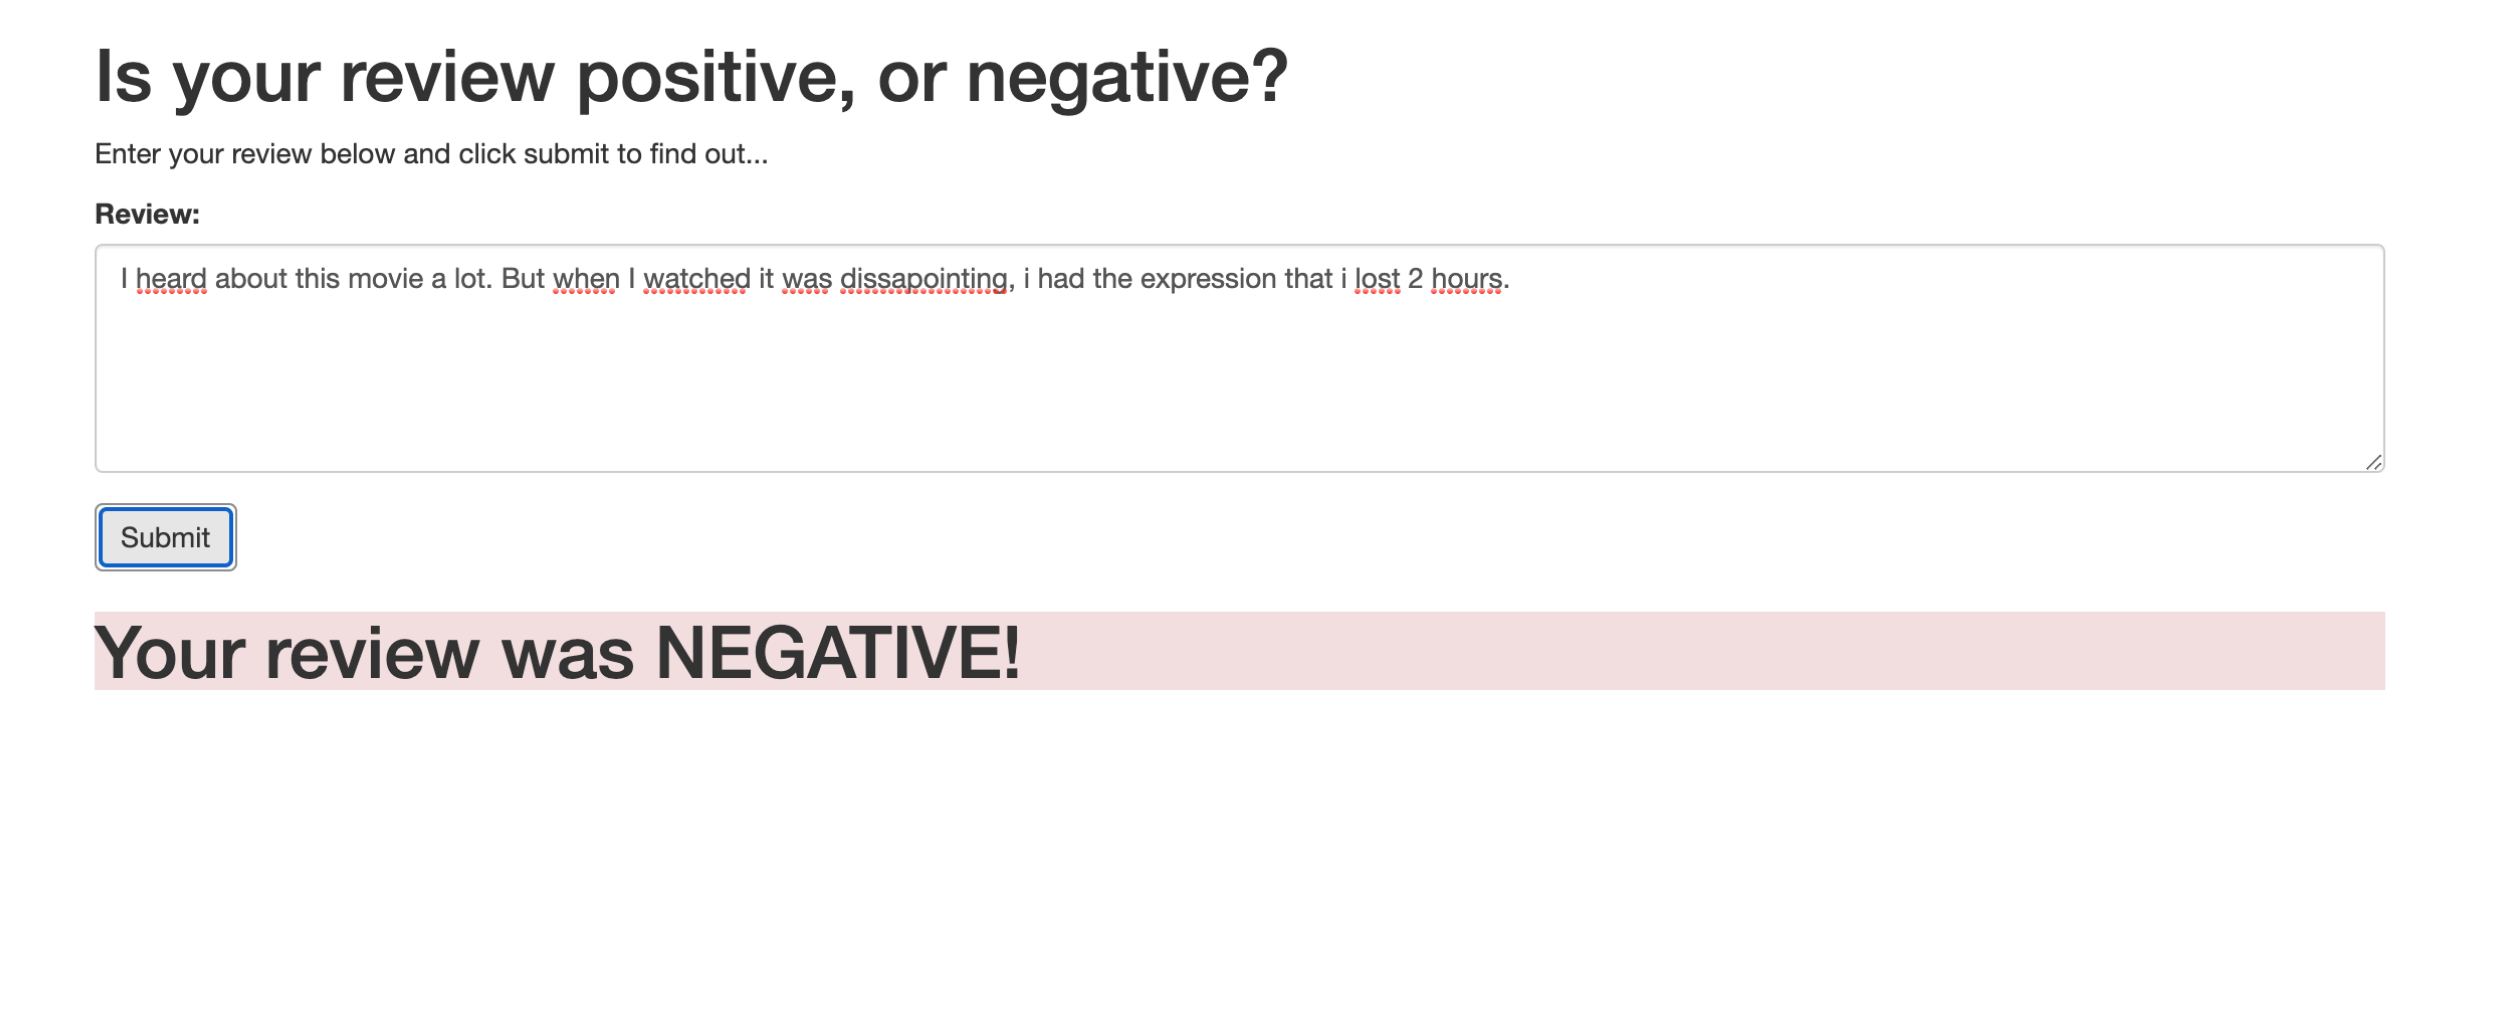 Is your review positive, or negative?
Enter your review below and click submit to find out...
Review:
I heard about this movie a lot. But when I watched it was dissapointing, i had the expression that i lost 2 hours.
Submit
Your review was NEGATIVE!